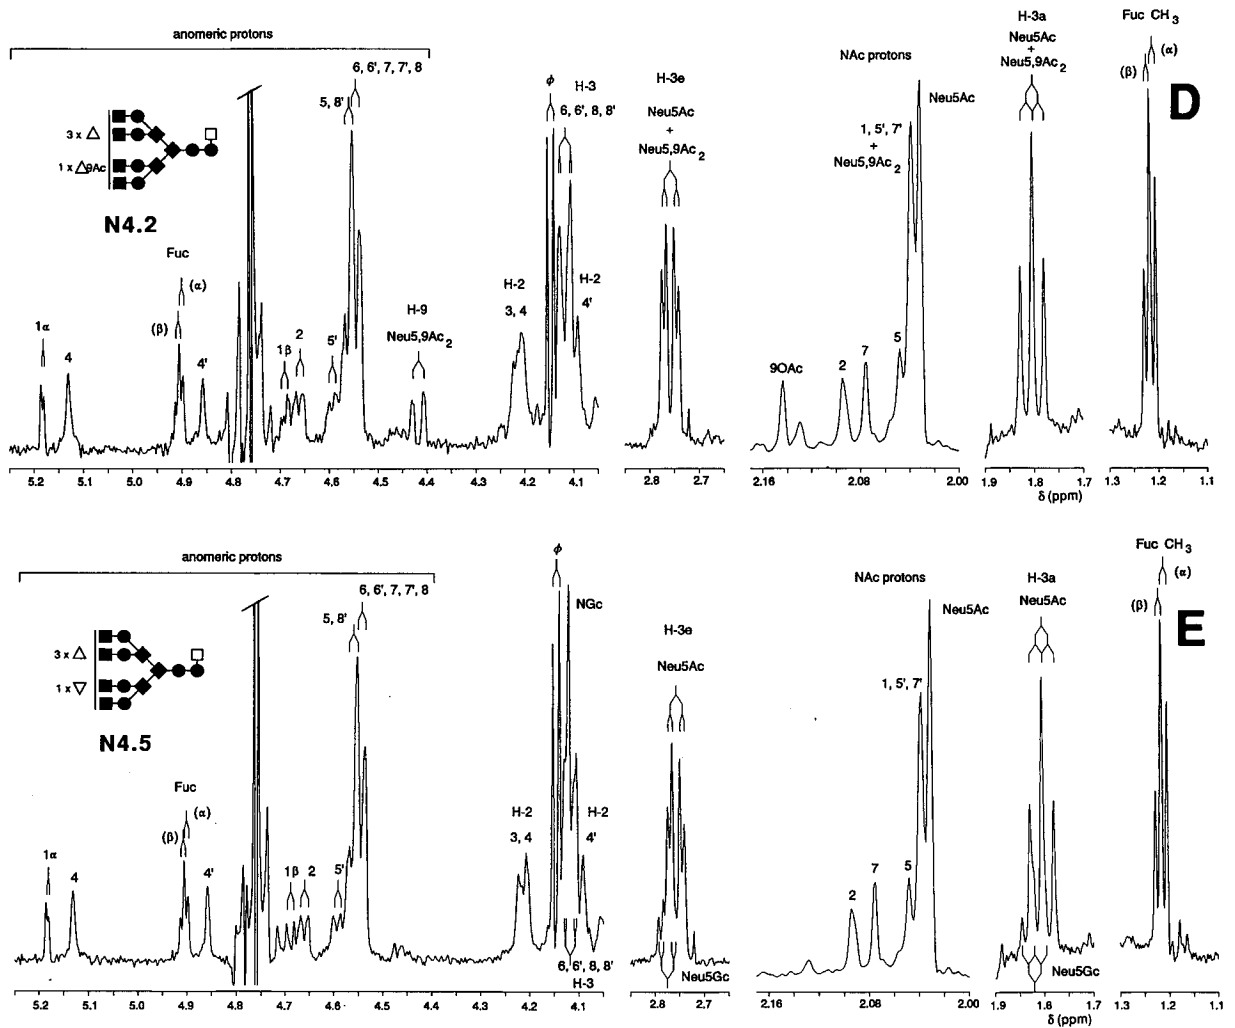 anomeric protons
6, 6', 7, 7', 8
5, 8'
3 x △
1 x △9Ac
N4.2
Fuc
(α)
(β)
1α
4
4'
1β
2
5'
H-9
Neu5,9Ac2
H-2
3, 4
ϕ
H-3
6, 6', 8, 8'
H-2
4'
H-3e
Neu5Ac
+
Neu5,9Ac2
NAc protons
Neu5Ac
1, 5', 7'
+
Neu5,9Ac2
9OAc
2
7
5
H-3a
Neu5Ac
+
Neu5,9Ac2
Fuc CH3
(α)
(β)
D
5.2 5.1 5.0 4.9 4.8 4.7 4.6 4.5 4.4 4.3 4.2 4.1
2.8 2.7
2.16 2.08 2.00
1.9 1.8 1.7
δ (ppm)
1.3 1.2 1.1
anomeric protons
6, 6', 7, 7', 8
5, 8'
3 x △
1 x ▽
N4.5
Fuc
(α)
(β)
1α
4
4'
1β
2
5'
H-2
3, 4
ϕ
NGc
H-2
4'
6, 6', 8, 8'
H-3
H-3e
Neu5Ac
Neu5Gc
NAc protons
Neu5Ac
1, 5', 7'
2
7
5
H-3a
Neu5Ac
Neu5Gc
Fuc CH3
(α)
(β)
E
5.2 5.1 5.0 4.9 4.8 4.7 4.6 4.5 4.4 4.3 4.2 4.1
2.8 2.7
2.16 2.08 2.00
1.9 1.8 1.7
δ (ppm)
1.3 1.2 1.1